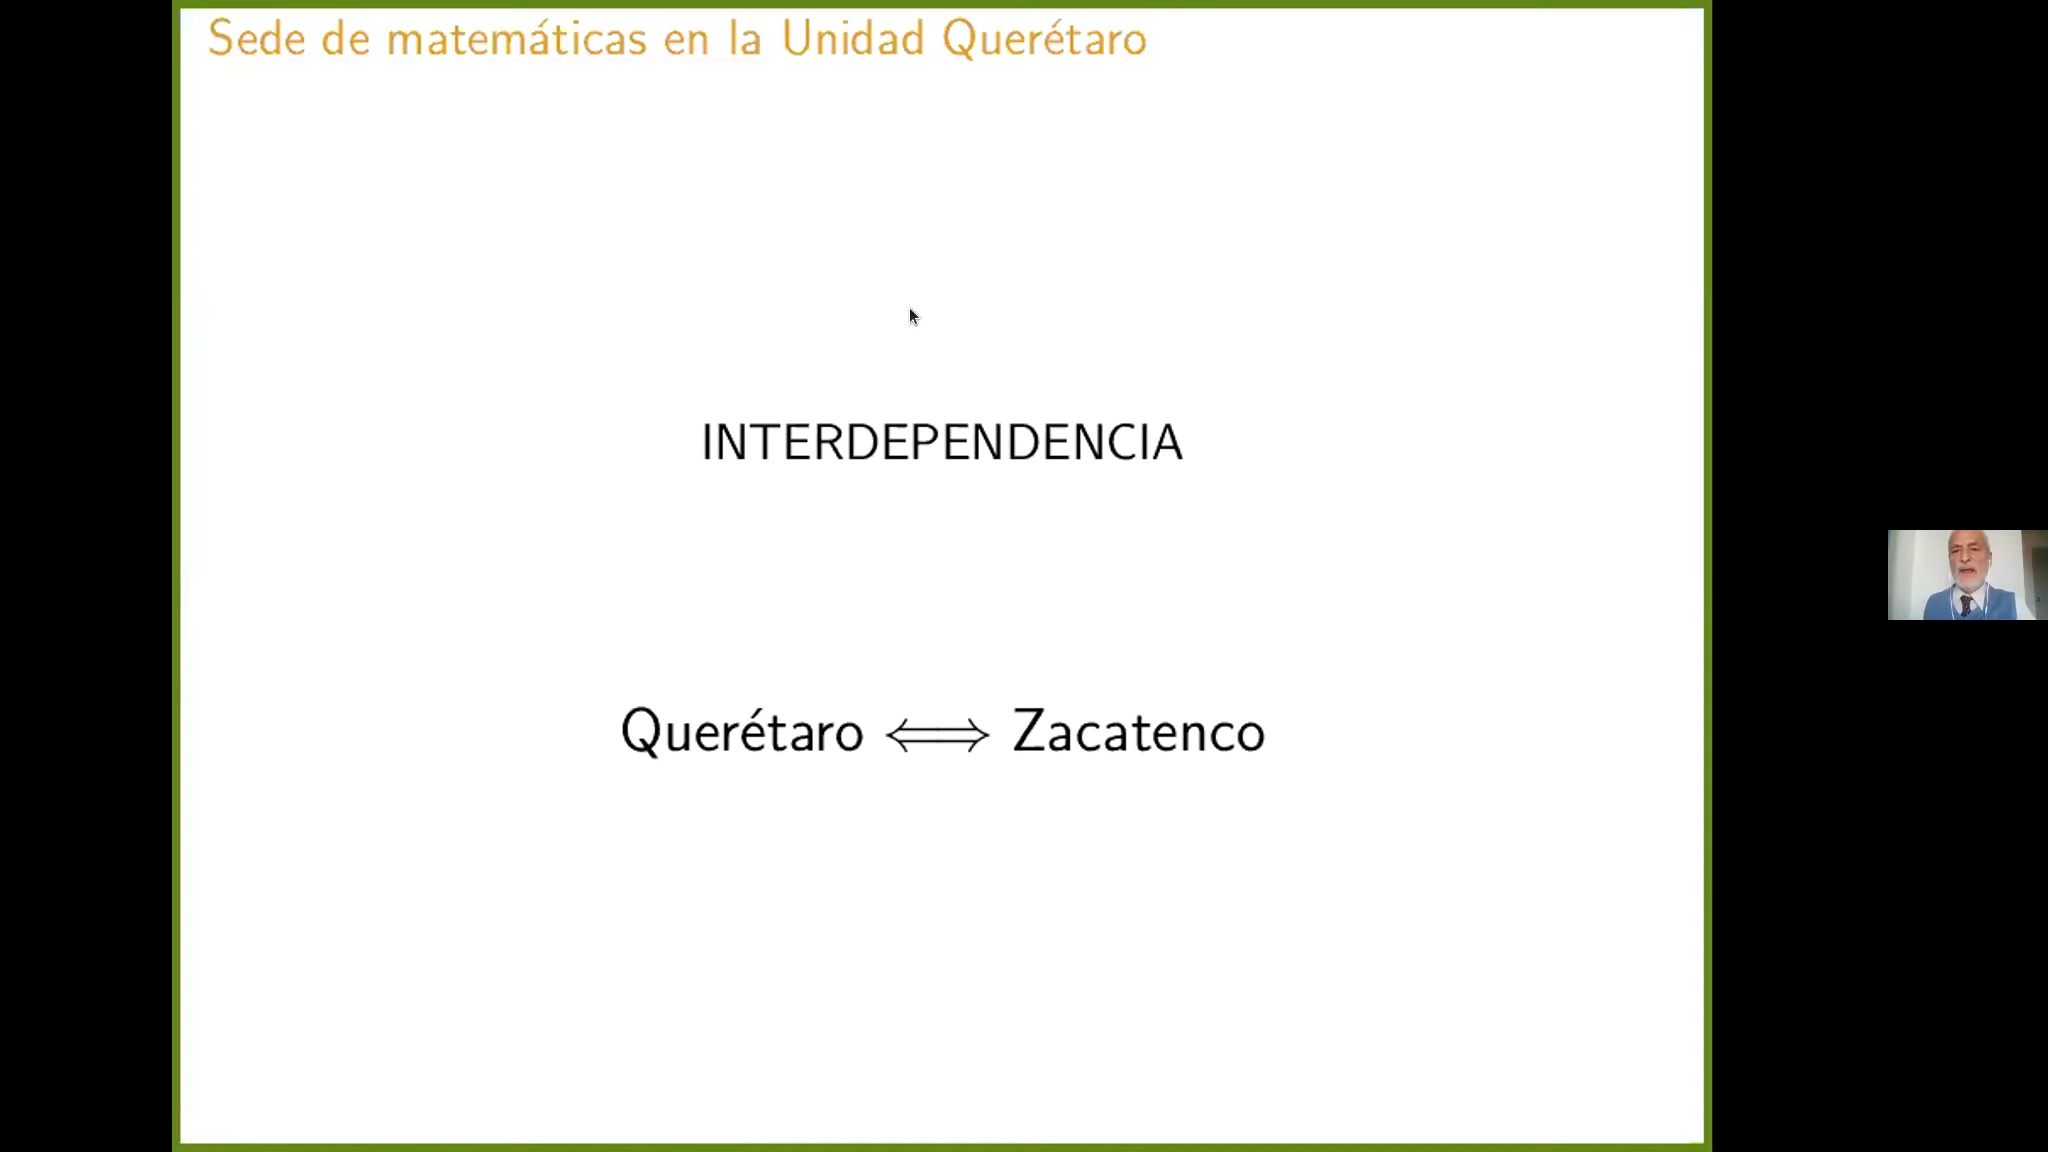 Sede de matemáticas en la Unidad Querétaro
INTERDEPENDENCIA
Querétaro ⟺ Zacatenco